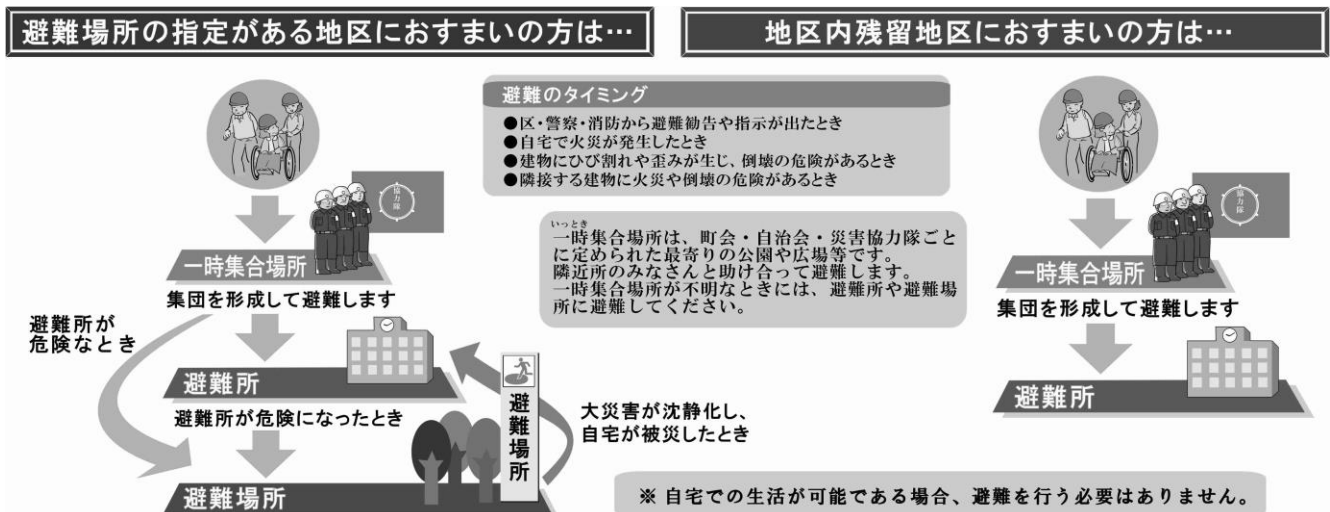 避難場所の指定がある地区におすまいの方は…
協力隊
一時集合場所
集団を形成して避難します
避難所が
危険なとき
避難所
避難所が危険になったとき
避難場所
避難場所
大災害が沈静化し、
自宅が被災したとき
避難のタイミング
●区・警察・消防から避難勧告や指示が出たとき
●自宅で火災が発生したとき
●建物にひび割れや歪みが生じ、倒壊の危険があるとき
●隣接する建物に火災や倒壊の危険があるとき
いっとき
一時集合場所は、町会・自治会・災害協力隊ごと
に定められた最寄りの公園や広場等です。
隣近所のみなさんと助け合って避難します。
一時集合場所が不明なときには、避難所や避難場
所に避難してください。
地区内残留地区におすまいの方は…
協力隊
一時集合場所
集団を形成して避難します
避難所
※ 自宅での生活が可能である場合、避難を行う必要はありません。